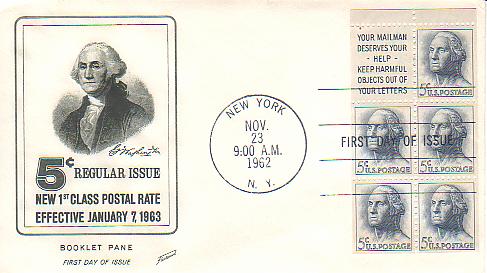 G Washington
5¢ REGULAR ISSUE
NEW 1ST CLASS POSTAL RATE
EFFECTIVE JANUARY 7, 1963
BOOKLET PANE
FIRST DAY OF ISSUE
NEW YORK
NOV.
23
9:00 A.M.
1962
N. Y.
YOUR MAILMAN
DESERVES YOUR
- HELP -
KEEP HARMFUL
OBJECTS OUT OF
YOUR LETTERS
5¢
U.S. POSTAGE
FIRST DAY OF ISSUE
5¢
U.S. POSTAGE
5¢
U.S. POSTAGE
5¢
U.S. POSTAGE
5¢
U.S. POSTAGE